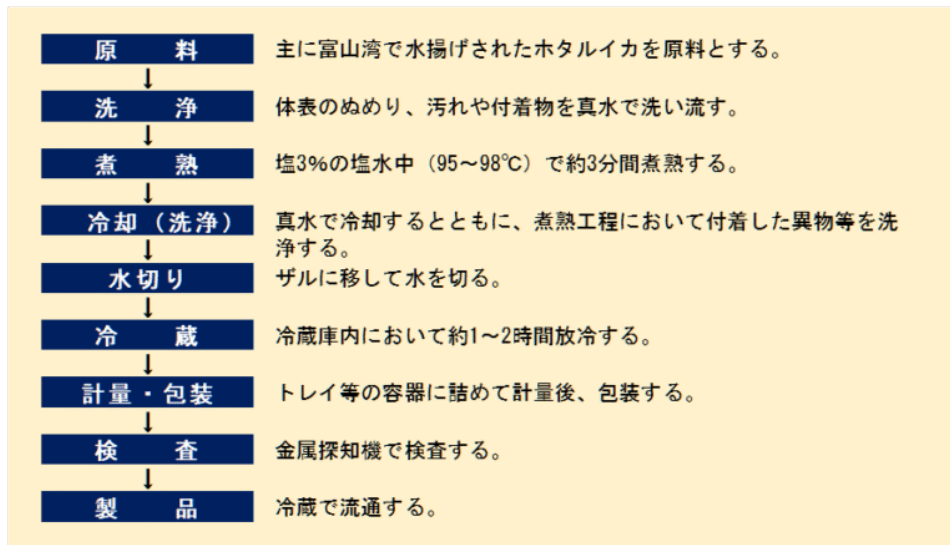 原　料　主に富山湾で水揚げされたホタルイカを原料とする。
↓
洗　浄　体表のぬめり、汚れや付着物を真水で洗い流す。
↓
煮　熟　塩3%の塩水中（95～98℃）で約3分間煮熟する。
↓
冷却（洗浄）　真水で冷却するとともに、煮熟工程において付着した異物等を洗
浄する。
↓
水切り　ザルに移して水を切る。
↓
冷　蔵　冷蔵庫内において約1～2時間放冷する。
↓
計量・包装　トレイ等の容器に詰めて計量後、包装する。
↓
検　査　金属探知機で検査する。
↓
製　品　冷蔵で流通する。